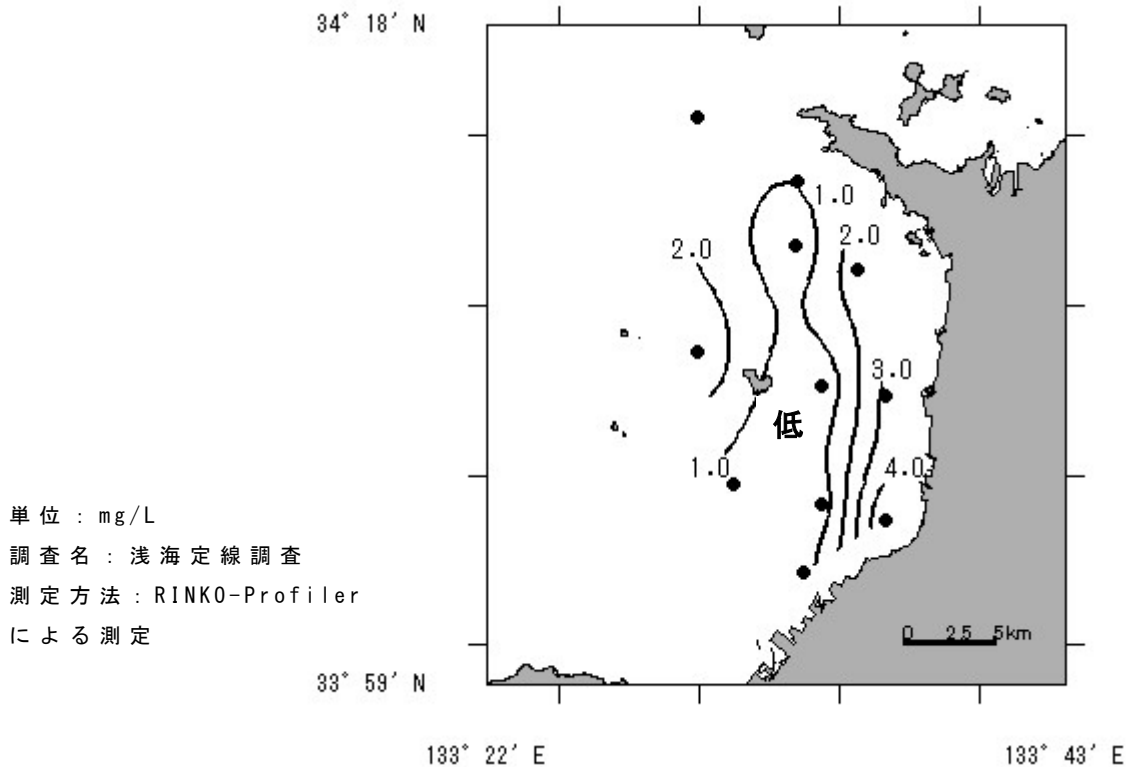 34° 18′ N
1.0
2.0
2.0
3.0
低
1.0
4.0
単位：mg/L
調査名：浅海定線調査
測定方法：RINKO-Profiler
による測定
0 2.5 5km
33° 59′ N
133° 22′ E
133° 43′ E